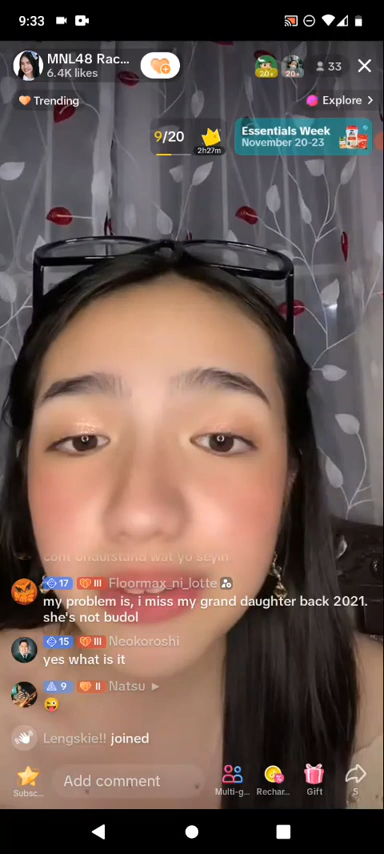 9:33
MNL48 Rac...
6.4K likes
20+
20+
33
Trending
Explore
9/20
2h27m
Essentials Week
November 20-23
17 III Floormax_ni_lotte
my problem is, i miss my grand daughter back 2021.
she's not budol
15 III Neokoroshi
yes what is it
9 II Natsu
Lengskie!! joined
Subsc...
Add comment
Multi-g...
Rechar...
Gift
5